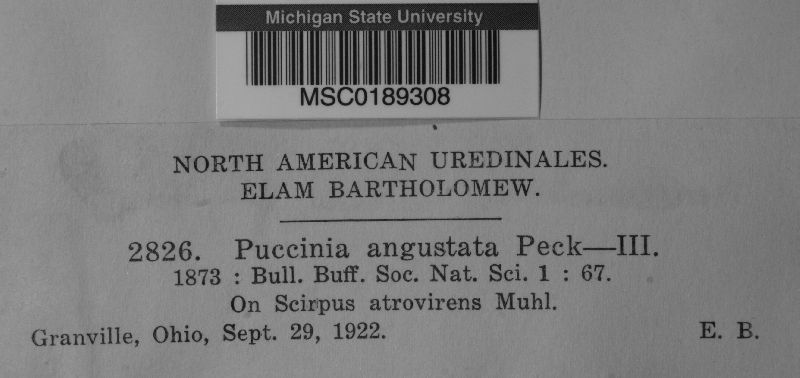 Michigan State University
MSC0189308
NORTH AMERICAN UREDINALES.
ELAM BARTHOLOMEW.
2826. Puccinia angustata Peck—III.
1873 : Bull. Buff. Soc. Nat. Sci. 1 : 67.
On Scirpus atrovirens Muhl.
Granville, Ohio, Sept. 29, 1922. E. B.